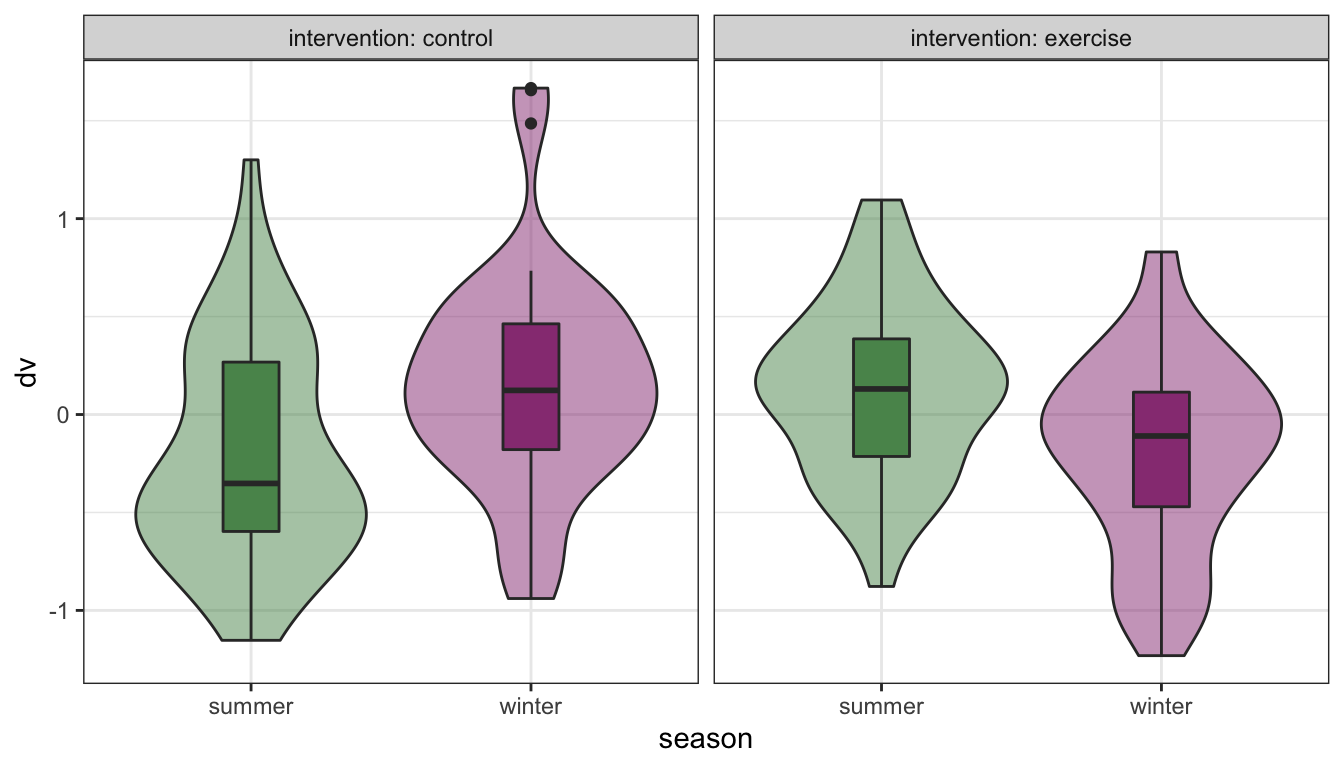 intervention: control
intervention: exercise
dv
1
0
-1
summer
winter
summer
winter
season